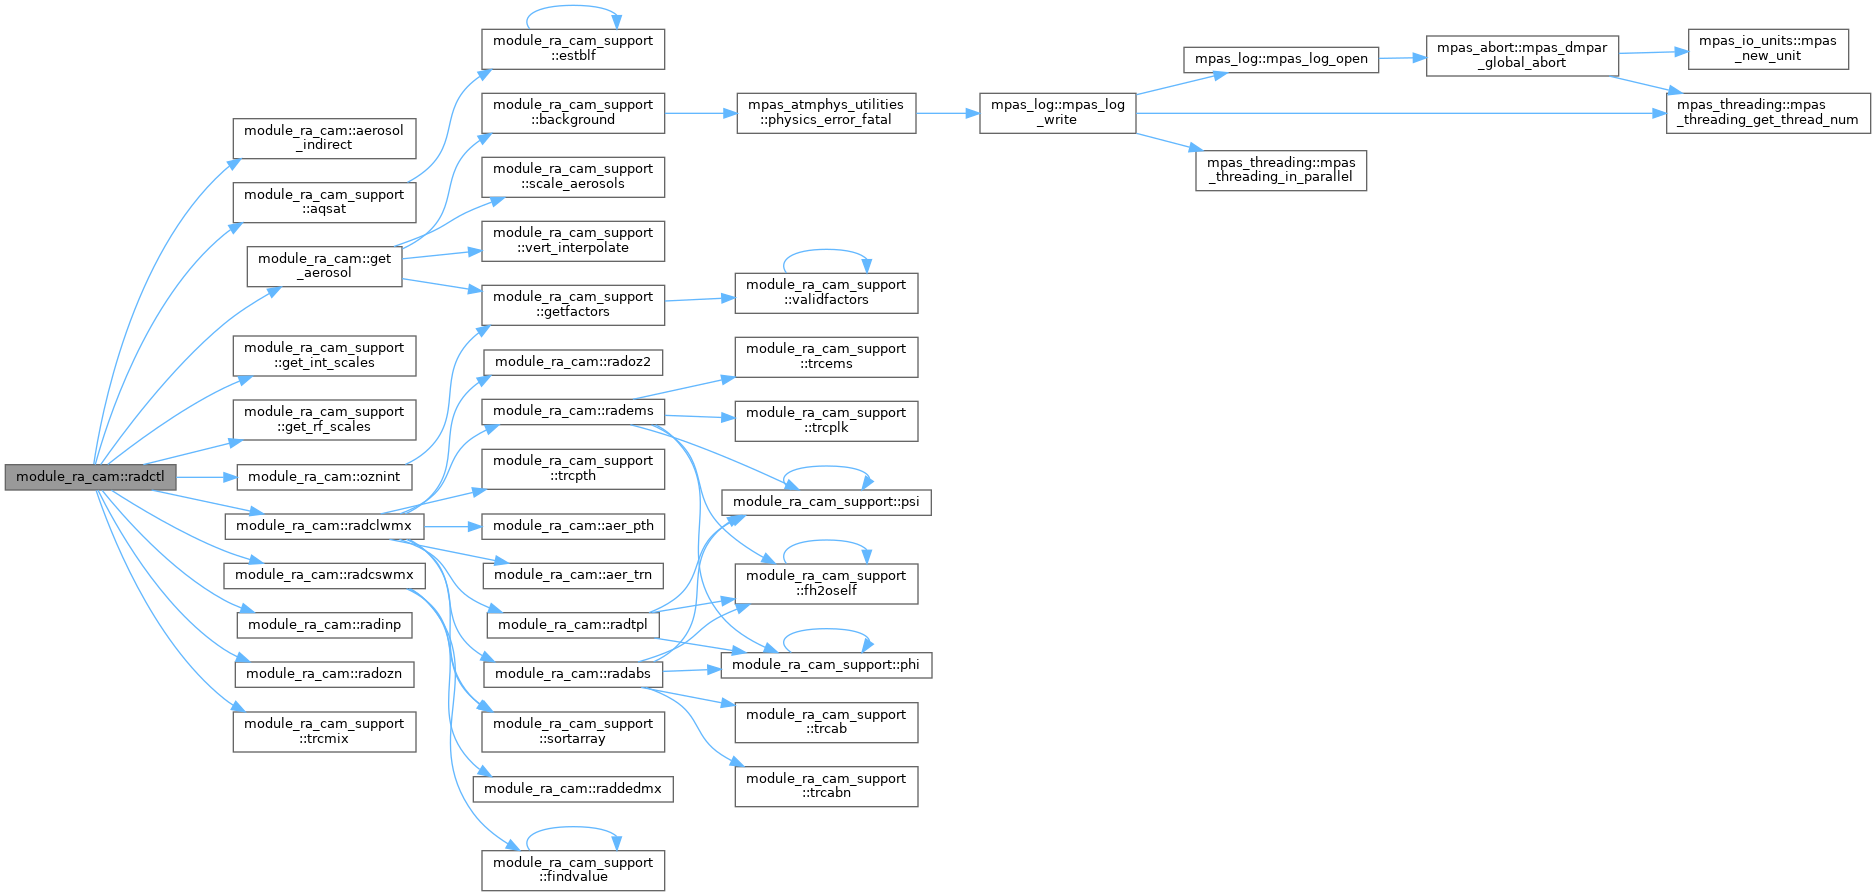 module_ra_cam::radctl
module_ra_cam::aerosol
_indirect
module_ra_cam_support
::aqsat
module_ra_cam::get
_aerosol
module_ra_cam_support
::get_int_scales
module_ra_cam_support
::get_rf_scales
module_ra_cam::oznint
module_ra_cam::radclwmx
module_ra_cam::radcswmx
module_ra_cam::radinp
module_ra_cam::radozn
module_ra_cam_support
::trcmix
module_ra_cam_support
::estblf
module_ra_cam_support
::background
module_ra_cam_support
::scale_aerosols
module_ra_cam_support
::vert_interpolate
module_ra_cam_support
::getfactors
module_ra_cam::radoz2
module_ra_cam::radems
module_ra_cam_support
::trcpth
module_ra_cam::aer_pth
module_ra_cam::aer_trn
module_ra_cam::radtpl
module_ra_cam::radabs
module_ra_cam_support
::sortarray
module_ra_cam::raddedmx
module_ra_cam_support
::findvalue
mpas_atmphys_utilities
::physics_error_fatal
module_ra_cam_support
::validfactors
module_ra_cam_support
::trcems
module_ra_cam_support
::trcplk
module_ra_cam_support::psi
module_ra_cam_support
::fh2oself
module_ra_cam_support::phi
module_ra_cam_support
::trcab
module_ra_cam_support
::trcabn
mpas_log::mpas_log
_write
mpas_log::mpas_log_open
mpas_threading::mpas
_threading_in_parallel
mpas_abort::mpas_dmpar
_global_abort
mpas_io_units::mpas
_new_unit
mpas_threading::mpas
_threading_get_thread_num